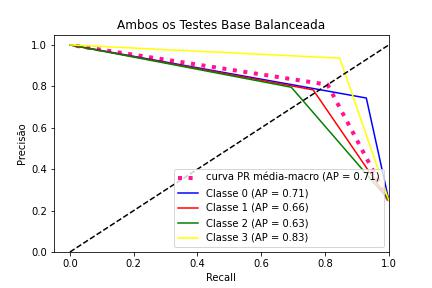 Ambos os Testes Base Balanceada
1.0
0.8
0.6
0.4
0.2
0.0
Precisão
curva PR média-macro (AP = 0.71)
Classe 0 (AP = 0.71)
Classe 1 (AP = 0.66)
Classe 2 (AP = 0.63)
Classe 3 (AP = 0.83)
0.0 0.2 0.4 0.6 0.8 1.0
Recall